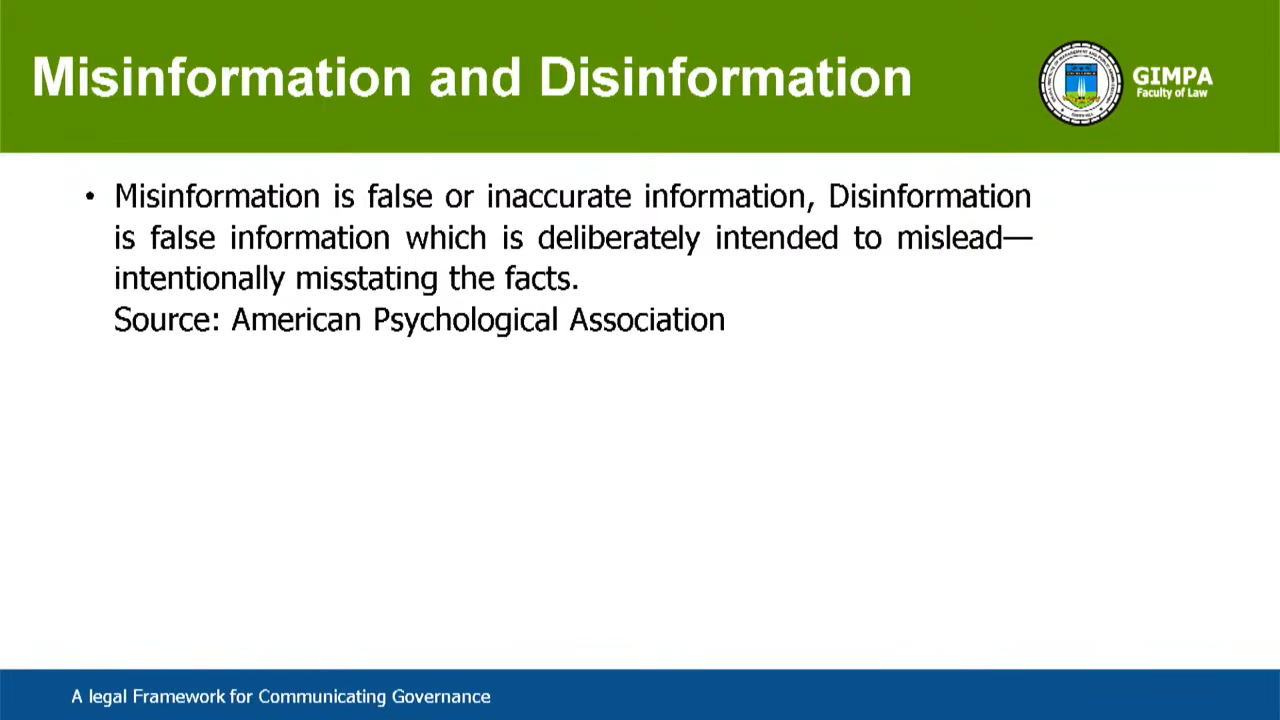 Misinformation and Disinformation
GIMPA
Faculty of Law
• Misinformation is false or inaccurate information, Disinformation
is false information which is deliberately intended to mislead—
intentionally misstating the facts.
Source: American Psychological Association
A legal Framework for Communicating Governance